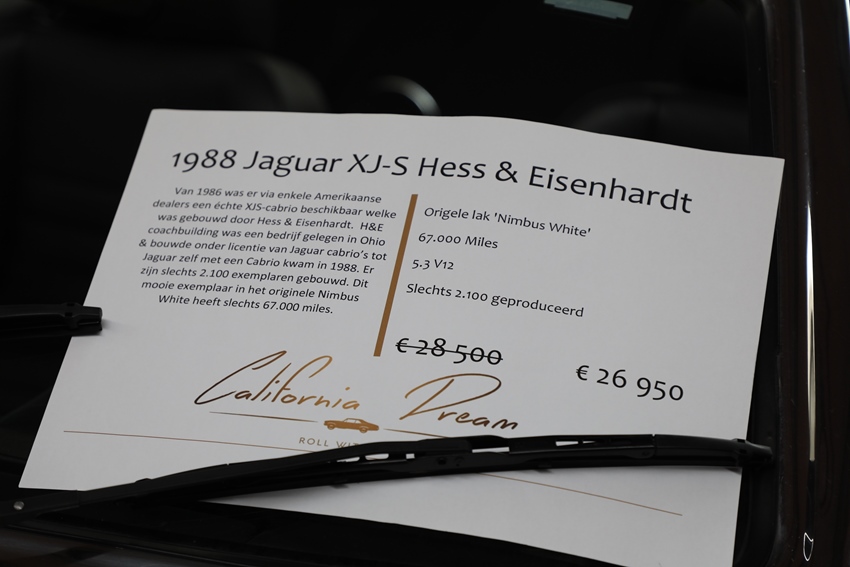 1988 Jaguar XJ-S Hess & Eisenhardt
Van 1986 was er via enkele Amerikaanse
dealers een échte XJS-cabrio beschikbaar welke
was gebouwd door Hess & Eisenhardt. H&E
coachbuilding was een bedrijf gelegen in Ohio
& bouwde onder licentie van Jaguar cabrio's tot
Jaguar zelf met een Cabrio kwam in 1988. Er
zijn slechts 2.100 exemplaren gebouwd. Dit
mooie exemplaar in het originele Nimbus
White heeft slechts 67.000 miles.
Origele lak 'Nimbus White'
67.000 Miles
5.3 V12
Slechts 2.100 geproduceerd
€ 28 500
€ 26 950
California Dream
ROLL